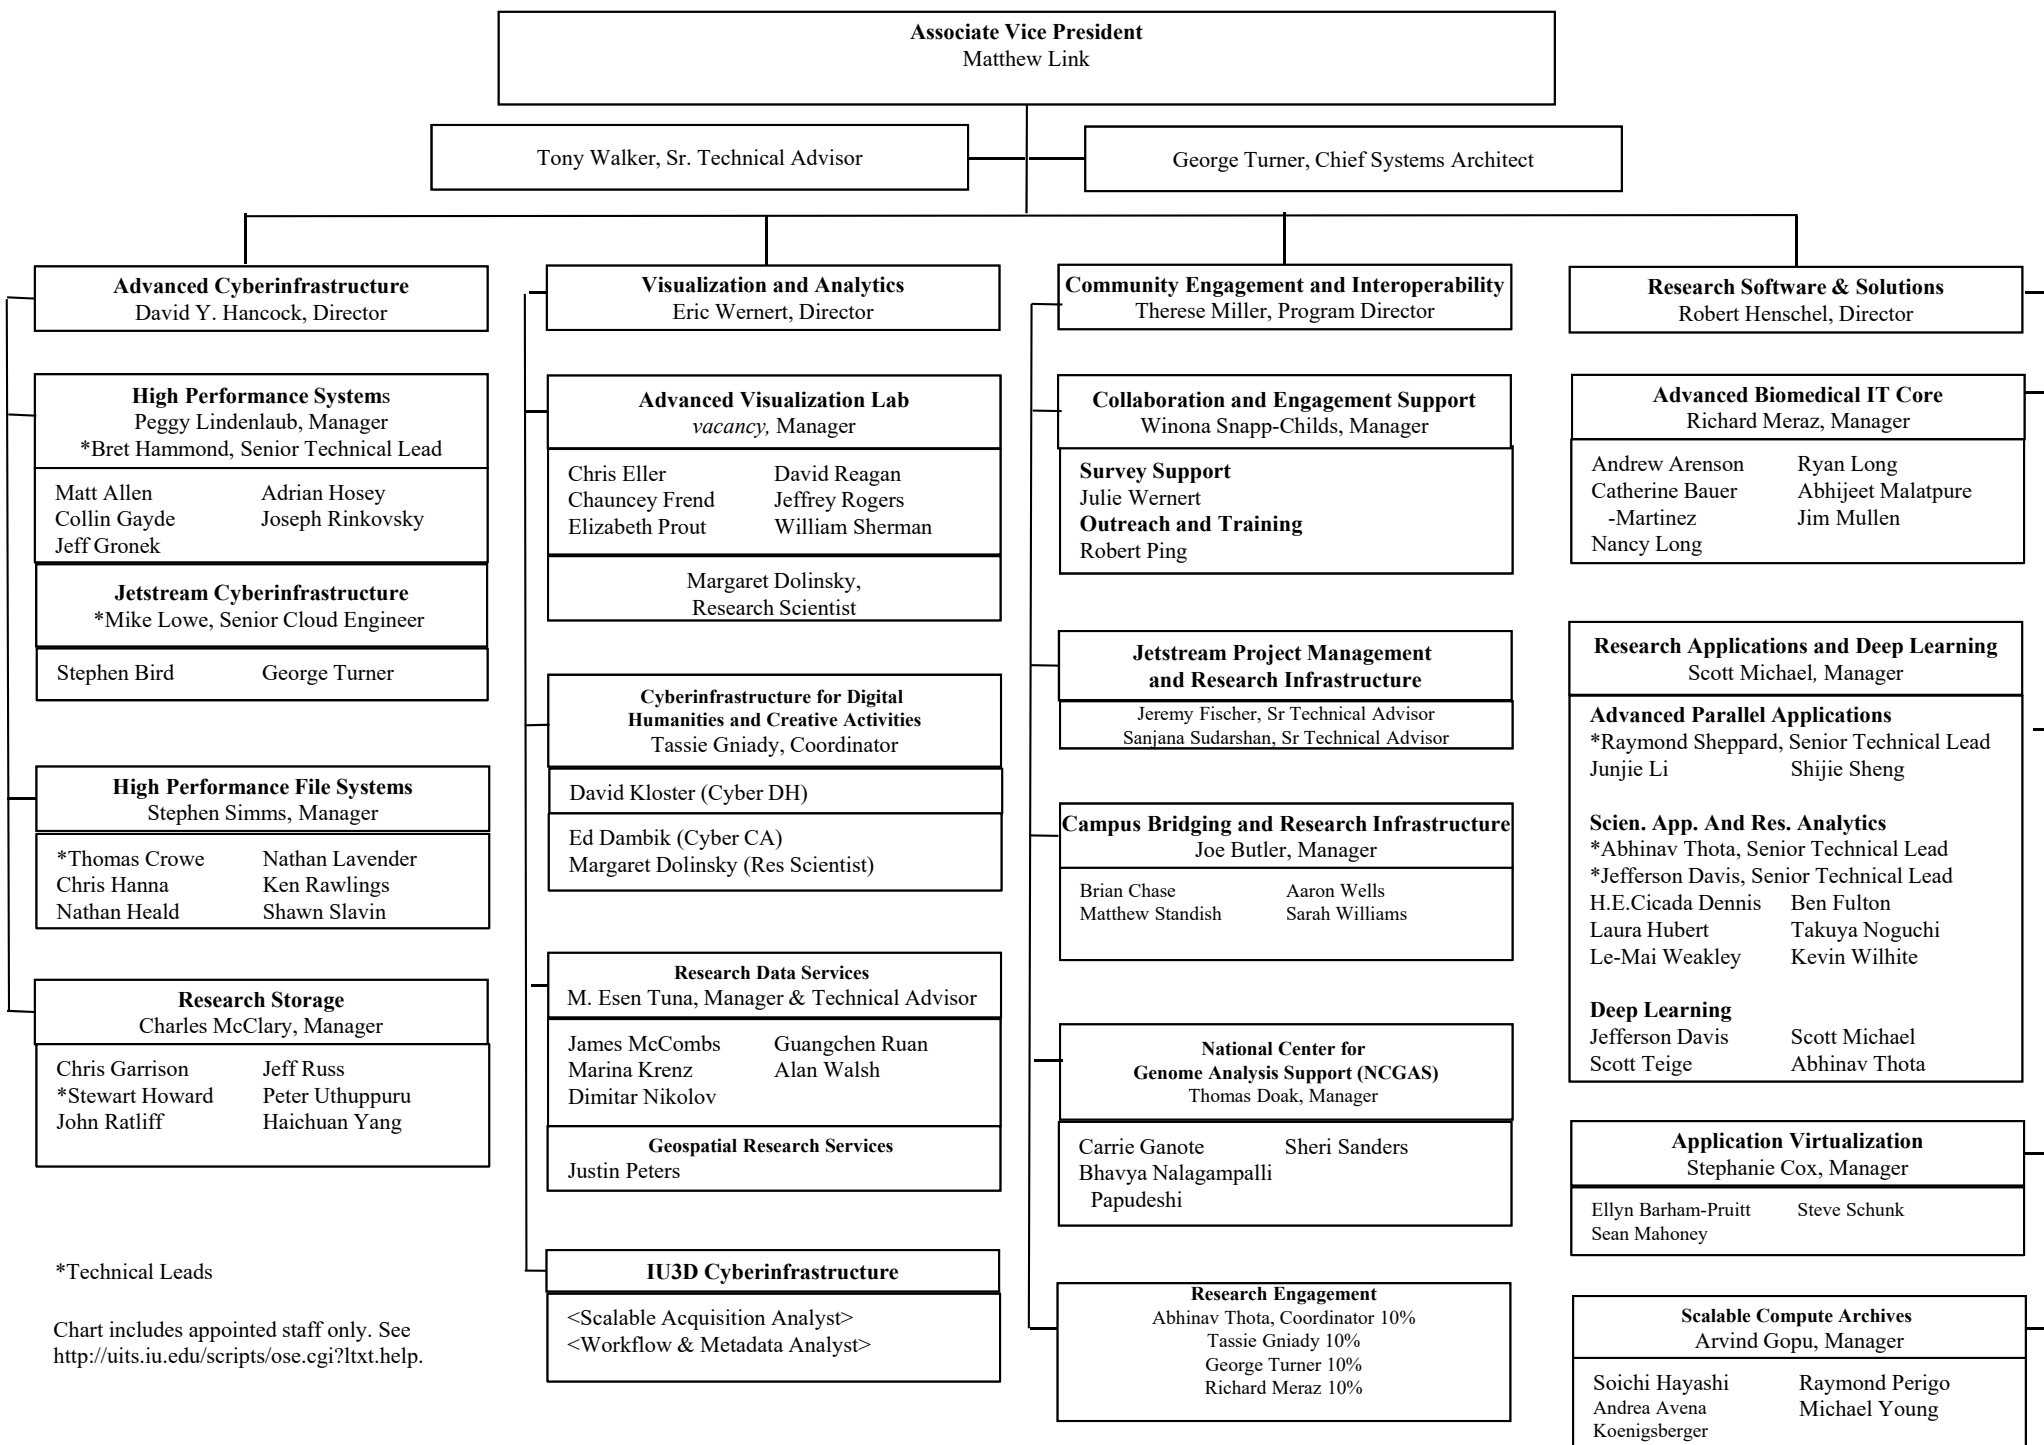 Associate Vice President
Matthew Link
Tony Walker, Sr. Technical Advisor
George Turner, Chief Systems Architect
Advanced Cyberinfrastructure
David Y. Hancock, Director
High Performance Systems
Peggy Lindenlaub, Manager
*Bret Hammond, Senior Technical Lead
Matt Allen Adrian Hosey
Collin Gayde Joseph Rinkovsky
Jeff Gronek
Jetstream Cyberinfrastructure
*Mike Lowe, Senior Cloud Engineer
Stephen Bird George Turner
High Performance File Systems
Stephen Simms, Manager
*Thomas Crowe Nathan Lavender
Chris Hanna Ken Rawlings
Nathan Heald Shawn Slavin
Research Storage
Charles McClary, Manager
Chris Garrison Jeff Russ
*Stewart Howard Peter Uthuppuru
John Ratliff Haichuan Yang
*Technical Leads
Chart includes appointed staff only. See
http://uits.iu.edu/scripts/ose.cgi?ltxt.help.
Visualization and Analytics
Eric Wernert, Director
Advanced Visualization Lab
vacancy, Manager
Chris Eller David Reagan
Chauncey Frend Jeffrey Rogers
Elizabeth Prout William Sherman
Margaret Dolinsky,
Research Scientist
Cyberinfrastructure for Digital
Humanities and Creative Activities
Tassie Gniady, Coordinator
David Kloster (Cyber DH)
Ed Dambik (Cyber CA)
Margaret Dolinsky (Res Scientist)
Research Data Services
M. Esen Tuna, Manager & Technical Advisor
James McCombs Guangchen Ruan
Marina Krenz Alan Walsh
Dimitar Nikolov
Geospatial Research Services
Justin Peters
IU3D Cyberinfrastructure
<Scalable Acquisition Analyst>
<Workflow & Metadata Analyst>
Community Engagement and Interoperability
Therese Miller, Program Director
Collaboration and Engagement Support
Winona Snapp-Childs, Manager
Survey Support
Julie Wernert
Outreach and Training
Robert Ping
Jetstream Project Management
and Research Infrastructure
Jeremy Fischer, Sr Technical Advisor
Sanjana Sudarshan, Sr Technical Advisor
Campus Bridging and Research Infrastructure
Joe Butler, Manager
Brian Chase Aaron Wells
Matthew Standish Sarah Williams
National Center for
Genome Analysis Support (NCGAS)
Thomas Doak, Manager
Carrie Ganote Sheri Sanders
Bhavya Nalagampalli
Papudeshi
Research Engagement
Abhinav Thota, Coordinator 10%
Tassie Gniady 10%
George Turner 10%
Richard Meraz 10%
Research Software & Solutions
Robert Henschel, Director
Advanced Biomedical IT Core
Richard Meraz, Manager
Andrew Arenson Ryan Long
Catherine Bauer Abhijeet Malatpure
-Martinez Jim Mullen
Nancy Long
Research Applications and Deep Learning
Scott Michael, Manager
Advanced Parallel Applications
*Raymond Sheppard, Senior Technical Lead
Junjie Li Shijie Sheng
Scien. App. And Res. Analytics
*Abhinav Thota, Senior Technical Lead
*Jefferson Davis, Senior Technical Lead
H.E.Cicada Dennis Ben Fulton
Laura Hubert Takuya Noguchi
Le-Mai Weakley Kevin Wilhite
Deep Learning
Jefferson Davis Scott Michael
Scott Teige Abhinav Thota
Application Virtualization
Stephanie Cox, Manager
Ellyn Barham-Pruitt Steve Schunk
Sean Mahoney
Scalable Compute Archives
Arvind Gopu, Manager
Soichi Hayashi Raymond Perigo
Andrea Avena Michael Young
Koenigsberger